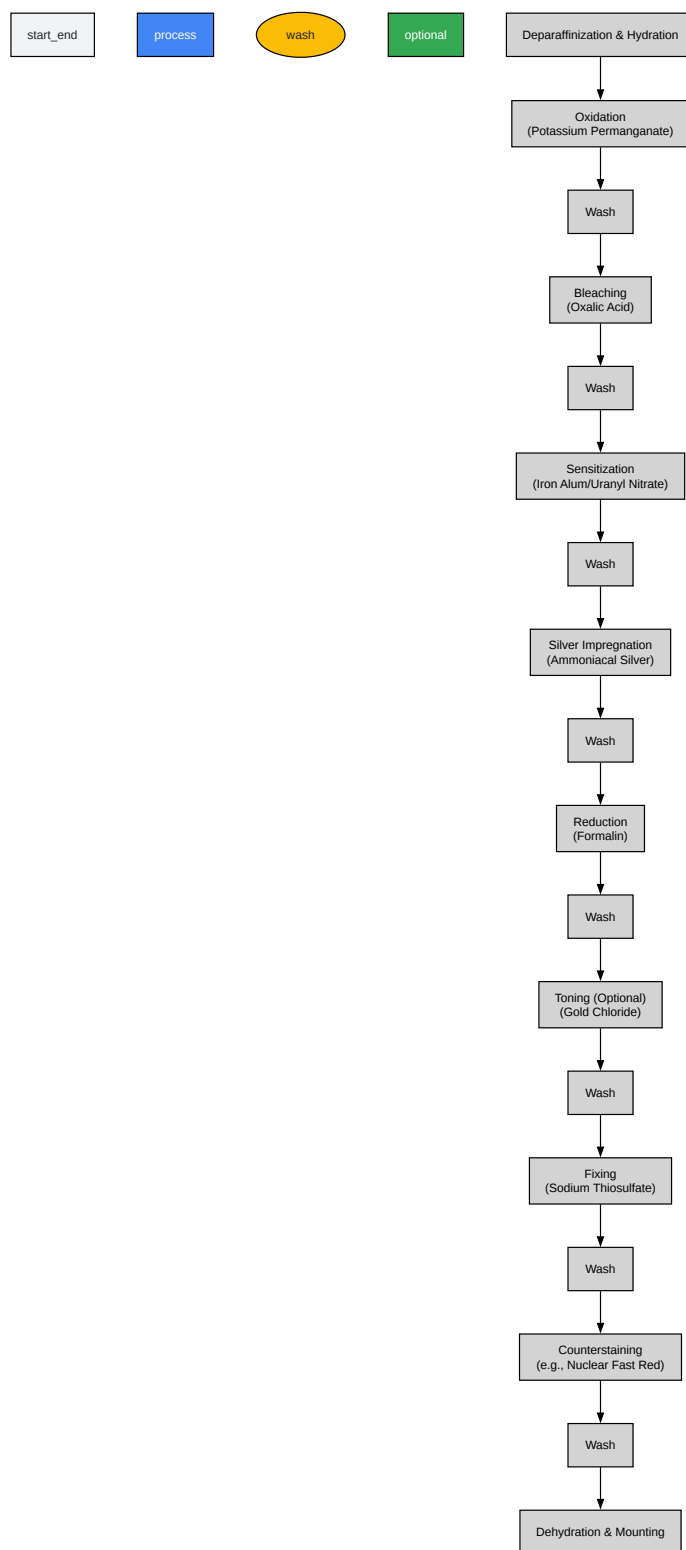 start_end
process
wash
optional
Deparaffinization & Hydration
Oxidation
(Potassium Permanganate)
Wash
Bleaching
(Oxalic Acid)
Wash
Sensitization
(Iron Alum/Uranyl Nitrate)
Wash
Silver Impregnation
(Ammoniacal Silver)
Wash
Reduction
(Formalin)
Wash
Toning (Optional)
(Gold Chloride)
Wash
Fixing
(Sodium Thiosulfate)
Wash
Counterstaining
(e.g., Nuclear Fast Red)
Wash
Dehydration & Mounting